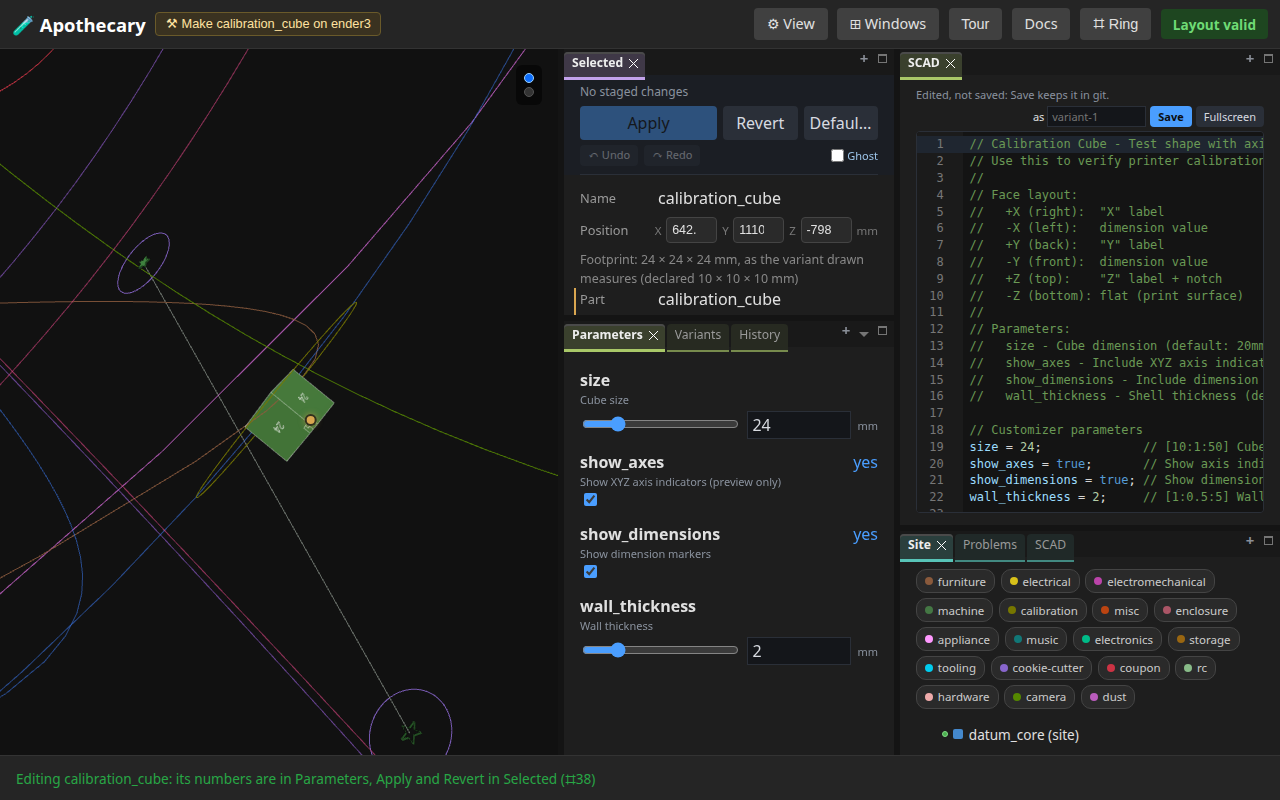 🧪 Apothecary
⚒ Make calibration_cube on ender3
⚙ View
⊞ Windows
Tour
Docs
⌗ Ring
Layout valid
Selected
No staged changes
Apply
Revert
Defaul...
↶ Undo
↷ Redo
Ghost
Name calibration_cube
Position X 642. Y 1110 Z -798 mm
Footprint: 24 × 24 × 24 mm, as the variant drawn
measures (declared 10 × 10 × 10 mm)
Part calibration_cube
Parameters
Variants
History
size
Cube size
24 mm
show_axes yes
Show XYZ axis indicators (preview only)
show_dimensions yes
Show dimension markers
wall_thickness
Wall thickness
2 mm
SCAD
Edited, not saved: Save keeps it in git.
as variant-1 Save Fullscreen
1 // Calibration Cube - Test shape with axi
2 // Use this to verify printer calibration
3 //
4 // Face layout:
5 //   +X (right):  "X" label
6 //   -X (left):   dimension value
7 //   +Y (back):   "Y" label
8 //   -Y (front):  dimension value
9 //   +Z (top):    "Z" label + notch
10 //   -Z (bottom): flat (print surface)
11 //
12 // Parameters:
13 //   size - Cube dimension (default: 20mm
14 //   show_axes - Include XYZ axis indicat
15 //   show_dimensions - Include dimension
16 //   wall_thickness - Shell thickness (de
17
18 // Customizer parameters
19 size = 24;              // [10:1:50] Cube
20 show_axes = true;       // Show axis indi
21 show_dimensions = true; // Show dimension
22 wall_thickness = 2;     // [1:0.5:5] Wall
Site
Problems
SCAD
furniture
electrical
electromechanical
machine
calibration
misc
enclosure
appliance
music
electronics
storage
tooling
cookie-cutter
coupon
rc
hardware
camera
dust
datum_core (site)
24
24
Editing calibration_cube: its numbers are in Parameters, Apply and Revert in Selected (⌗38)